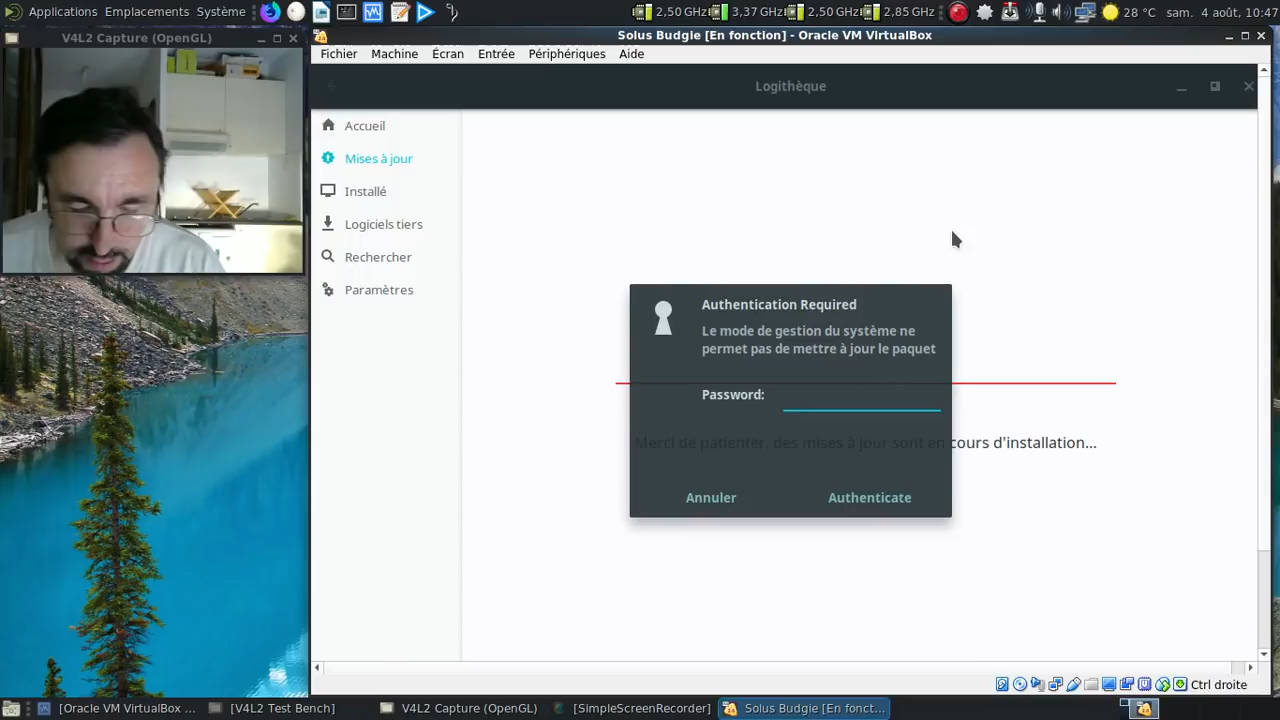 Applications Emplacements Système
2,50 GHz 3,37 GHz 2,59 GHz 2,85 GHz 28 °C sam. 4 août, 10:47
V4L2 Capture (OpenGL)
Solus Budgie [En fonction] - Oracle VM VirtualBox
Fichier Machine Écran Entrée Périphériques Aide
Logithèque
Accueil
Mises à jour
Installé
Logiciels tiers
Rechercher
Paramètres
Authentication Required
Le mode de gestion du système ne
permet pas de mettre à jour le paquet
Password:
Merci de patienter, des mises à jour sont en cours d'installation...
Annuler Authenticate
Ctrl droite
[Oracle VM VirtualBox ... [V4L2 Test Bench] V4L2 Capture (OpenGL) [SimpleScreenRecorder] Solus Budgie [En fonct...